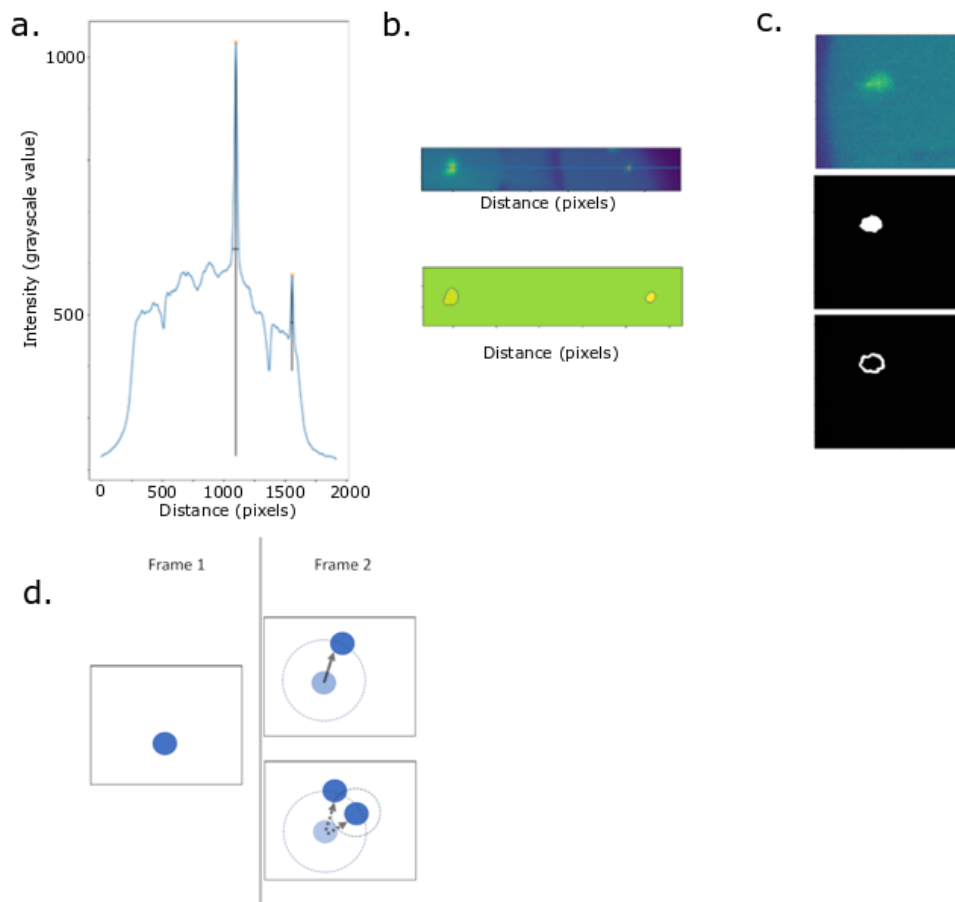 a.
1000
500
Intensity (grayscale value)
0
500
1000
1500
2000
Distance (pixels)
b.
Distance (pixels)
Distance (pixels)
c.
d.
Frame 1
Frame 2